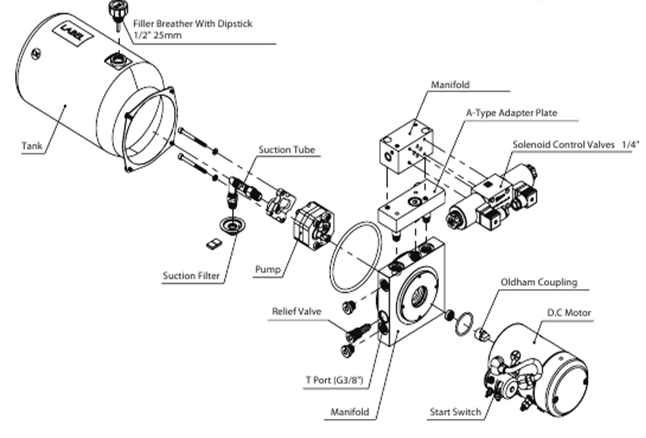 Filler Breather With Dipstick
1/2" 25mm
LABEL
Manifold
A-Type Adapter Plate
Tank
Suction Tube
Solenoid Control Valves 1/4"
Suction Filter
Pump
Oldham Coupling
Relief Valve
D.C Motor
T Port (G3/8")
Manifold
Start Switch